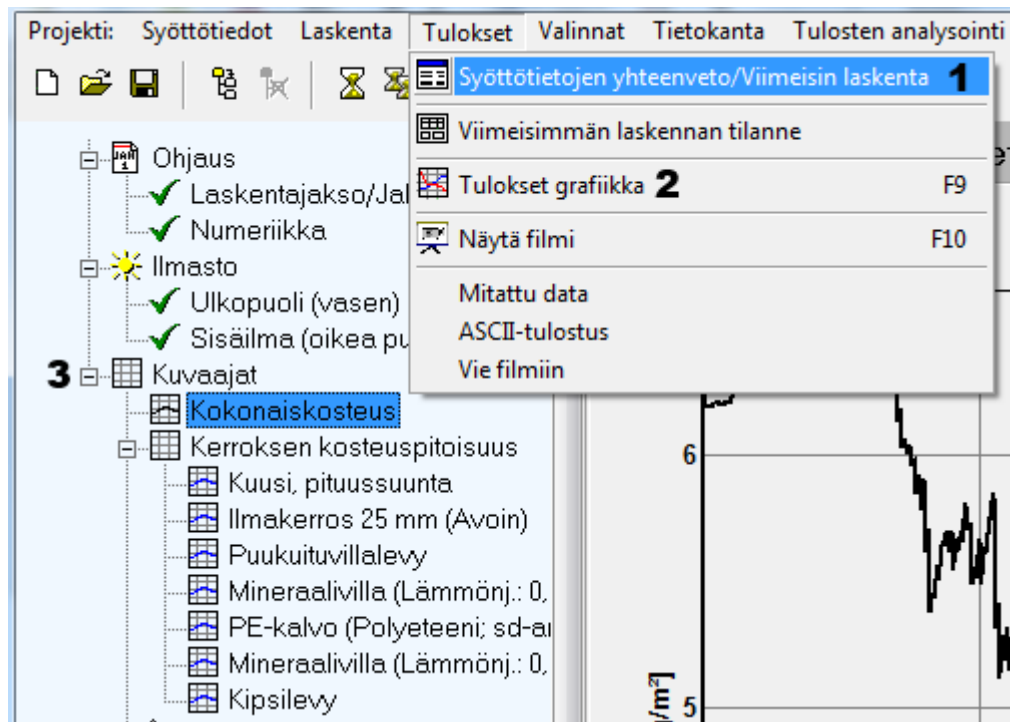 Projekti: Syöttötiedot Laskenta Tulokset Valinnat Tietokanta Tulosten analysointi
Syöttötietojen yhteenveto/Viimeisin laskenta 1
Viimeisimmän laskennan tilanne
Tulokset grafiikka 2 F9
Näytä filmi F10
Mitattu data
ASCII-tulostus
Vie filmiin
Ohjaus
Laskentajakso/Ja
Numeriikka
Ilmasto
Ulkopuoli (vasen)
Sisäilma (oikea pu
3 Kuvaajat
Kokonaiskosteus
Kerroksen kosteuspitoisuus
Kuusi, pituussuunta
Ilmakerros 25 mm (Avoin)
Puukuituvillalevy
Mineraalivilla (Lämmönj.: 0,
PE-kalvo (Polyeteeni; sd-a
Mineraalivilla (Lämmönj.: 0,
Kipsilevy
6
5
g/m²]